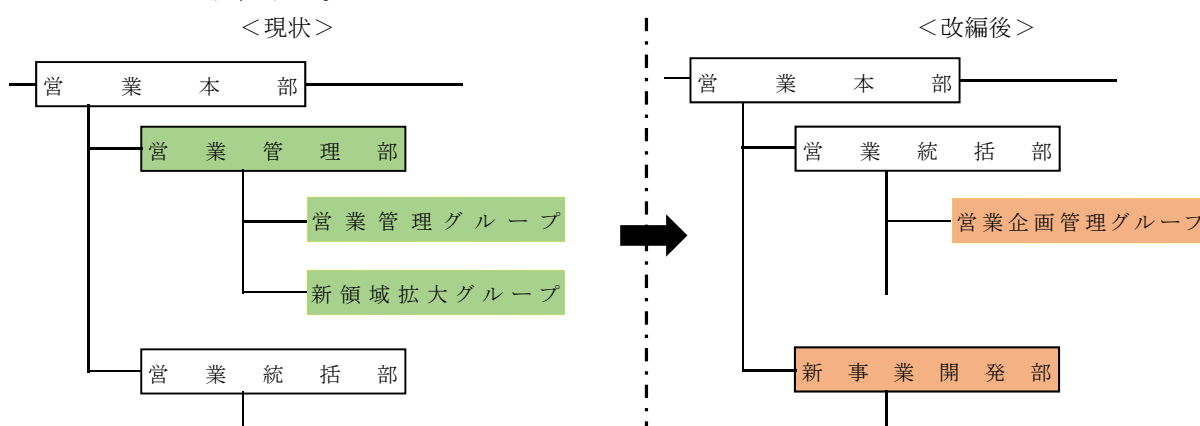 ＜現状＞
営業本部
営業管理部
営業管理グループ
新領域拡大グループ
営業統括部
＜改編後＞
営業本部
営業統括部
営業企画管理グループ
新事業開発部